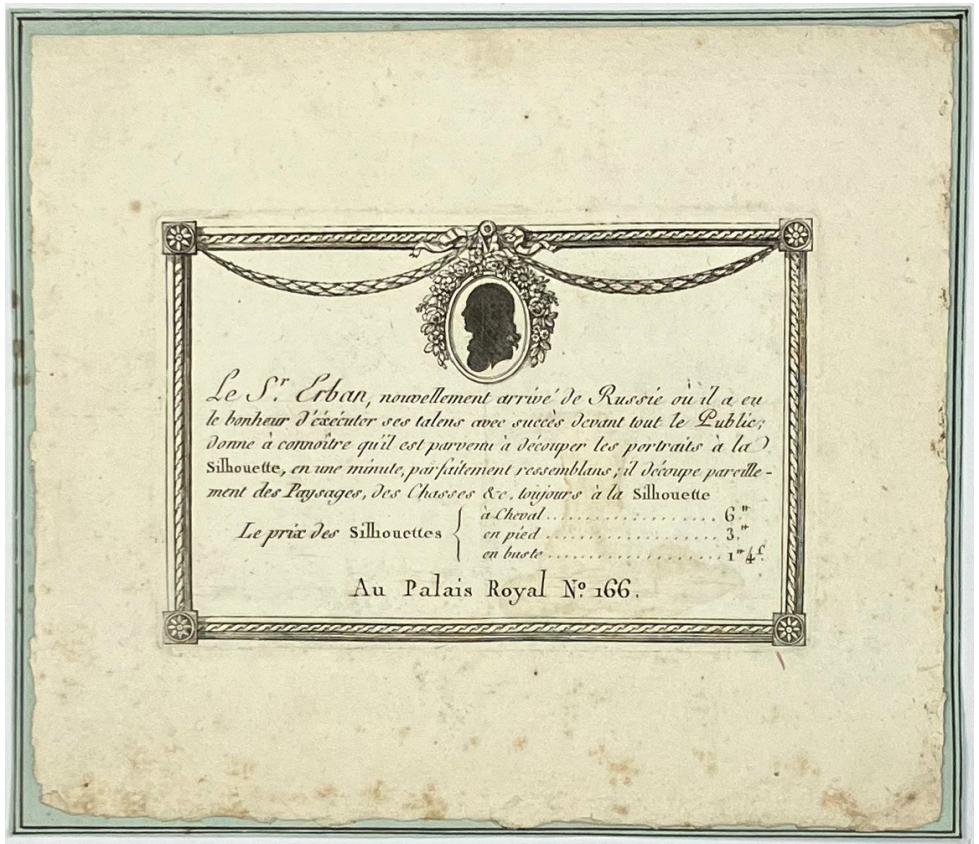 Le S.r Erban, nouvellement arrivé de Russie où il a eu
le bonheur d'éxécuter ses talens avec succès devant tout le Public;
donne à connoître qu'il est parvenu à découper les portraits à la
Silhouette, en une minute, parfaitement ressemblans; il découpe pareille-
ment des Paysages, des Chasses &c. toujours à la Silhouette
Le prix des Silhouettes { à Cheval .................... 6."
en pied .................... 3."
en buste .................... 1." 4.s
Au Palais Royal N.o 166.